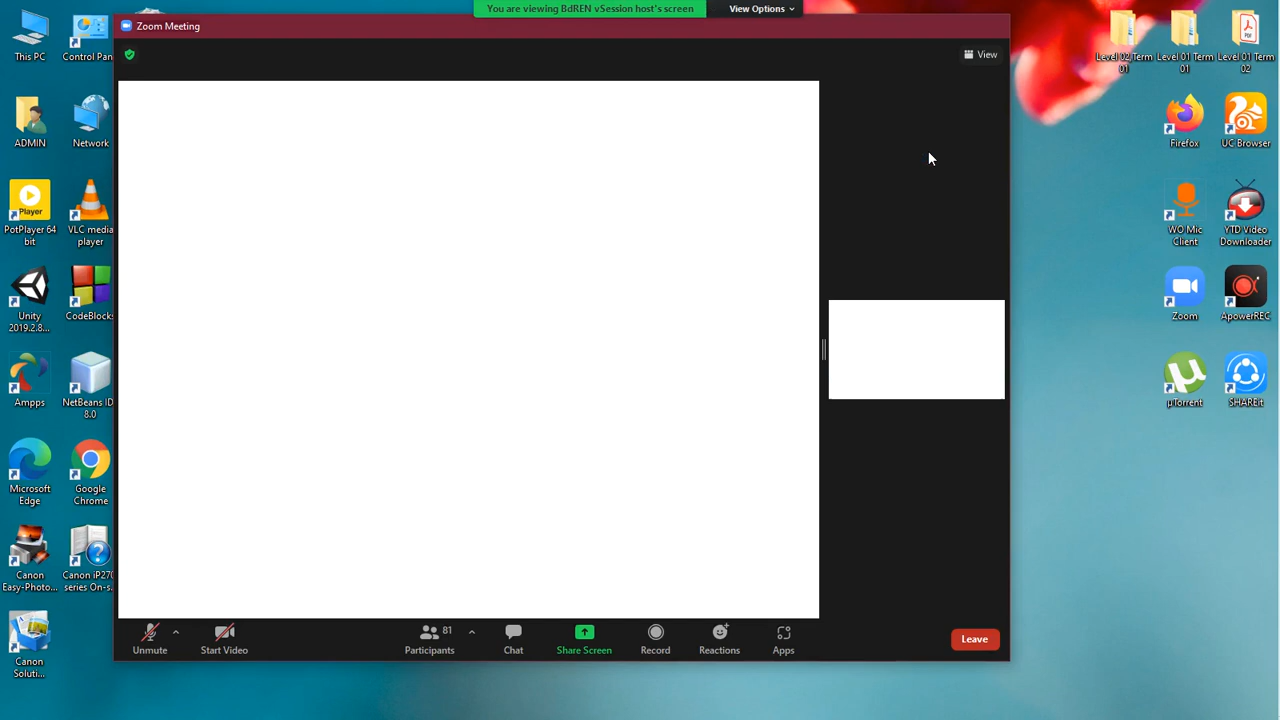 You are viewing BdREN vSession host's screen
View Options
Zoom Meeting
View
This PC
Control Pan
ADMIN
Network
Player
PotPlayer 64
bit
VLC media
player
Unity
2019.2.8...
CodeBlocks
Ampps
NetBeans ID
8.0
Microsoft
Edge
Google
Chrome
Canon
Easy-Photo...
Canon iP270
series On-s
Canon
Soluti...
Level 02,Term
01
Level 01 Term
01
PDF
Level 01 Term
02
Firefox
UC Browser
WO Mic
Client
YTD Video
Downloader
Zoom
ApowerREC
µTorrent
SHAREit
Unmute
Start Video
81
Participants
Chat
Share Screen
Record
Reactions
Apps
Leave